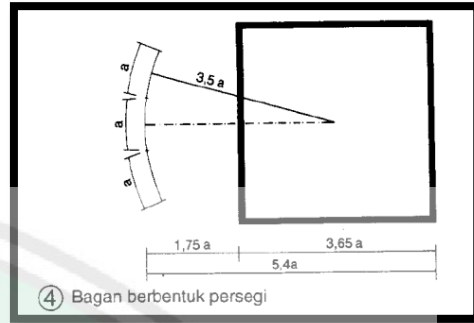 a
3,5 a
a
a
1,75 a 3,65 a
5,4a
④ Bagan berbentuk persegi